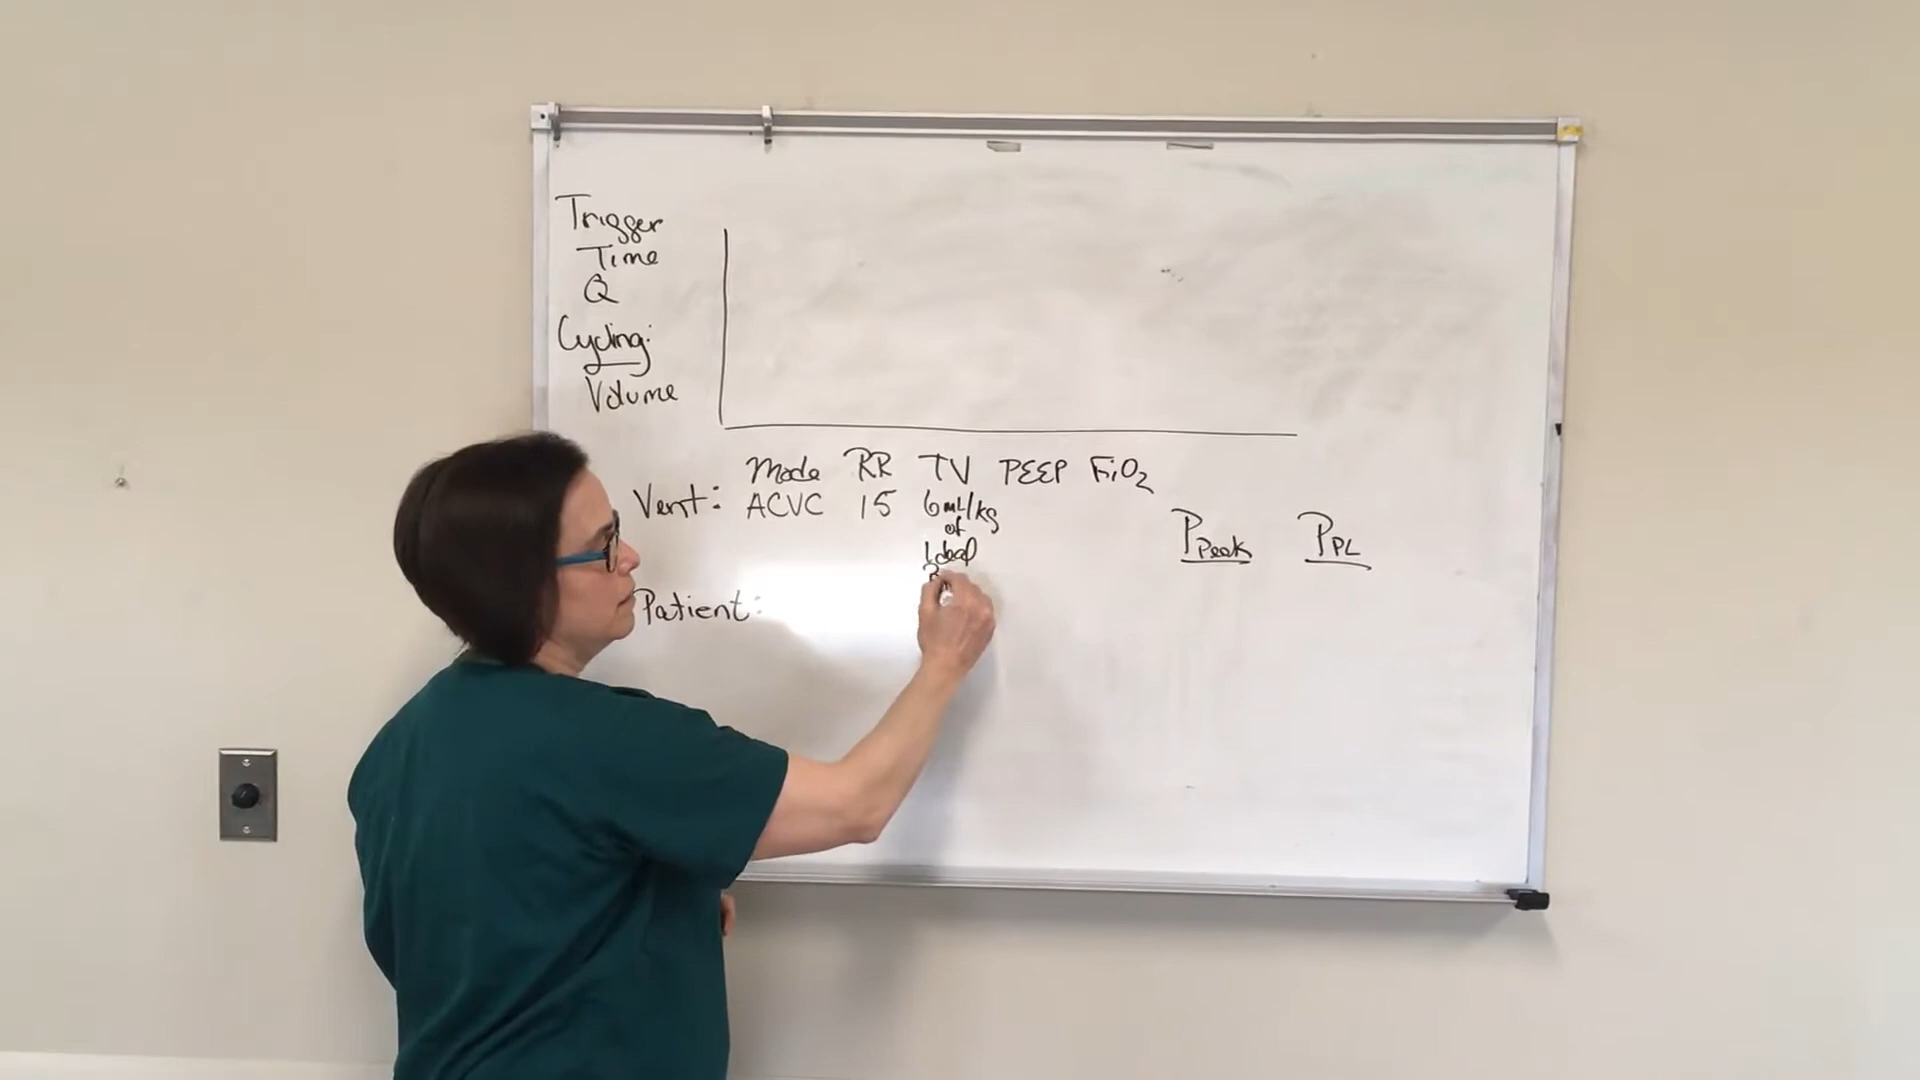 Trigger
Time
Q
Cycling:
Volume
Mode RR TV PEEP FiO2
Vent: ACVC 15 6mL/kg
of
ideal
PPeak PPL
Patient: